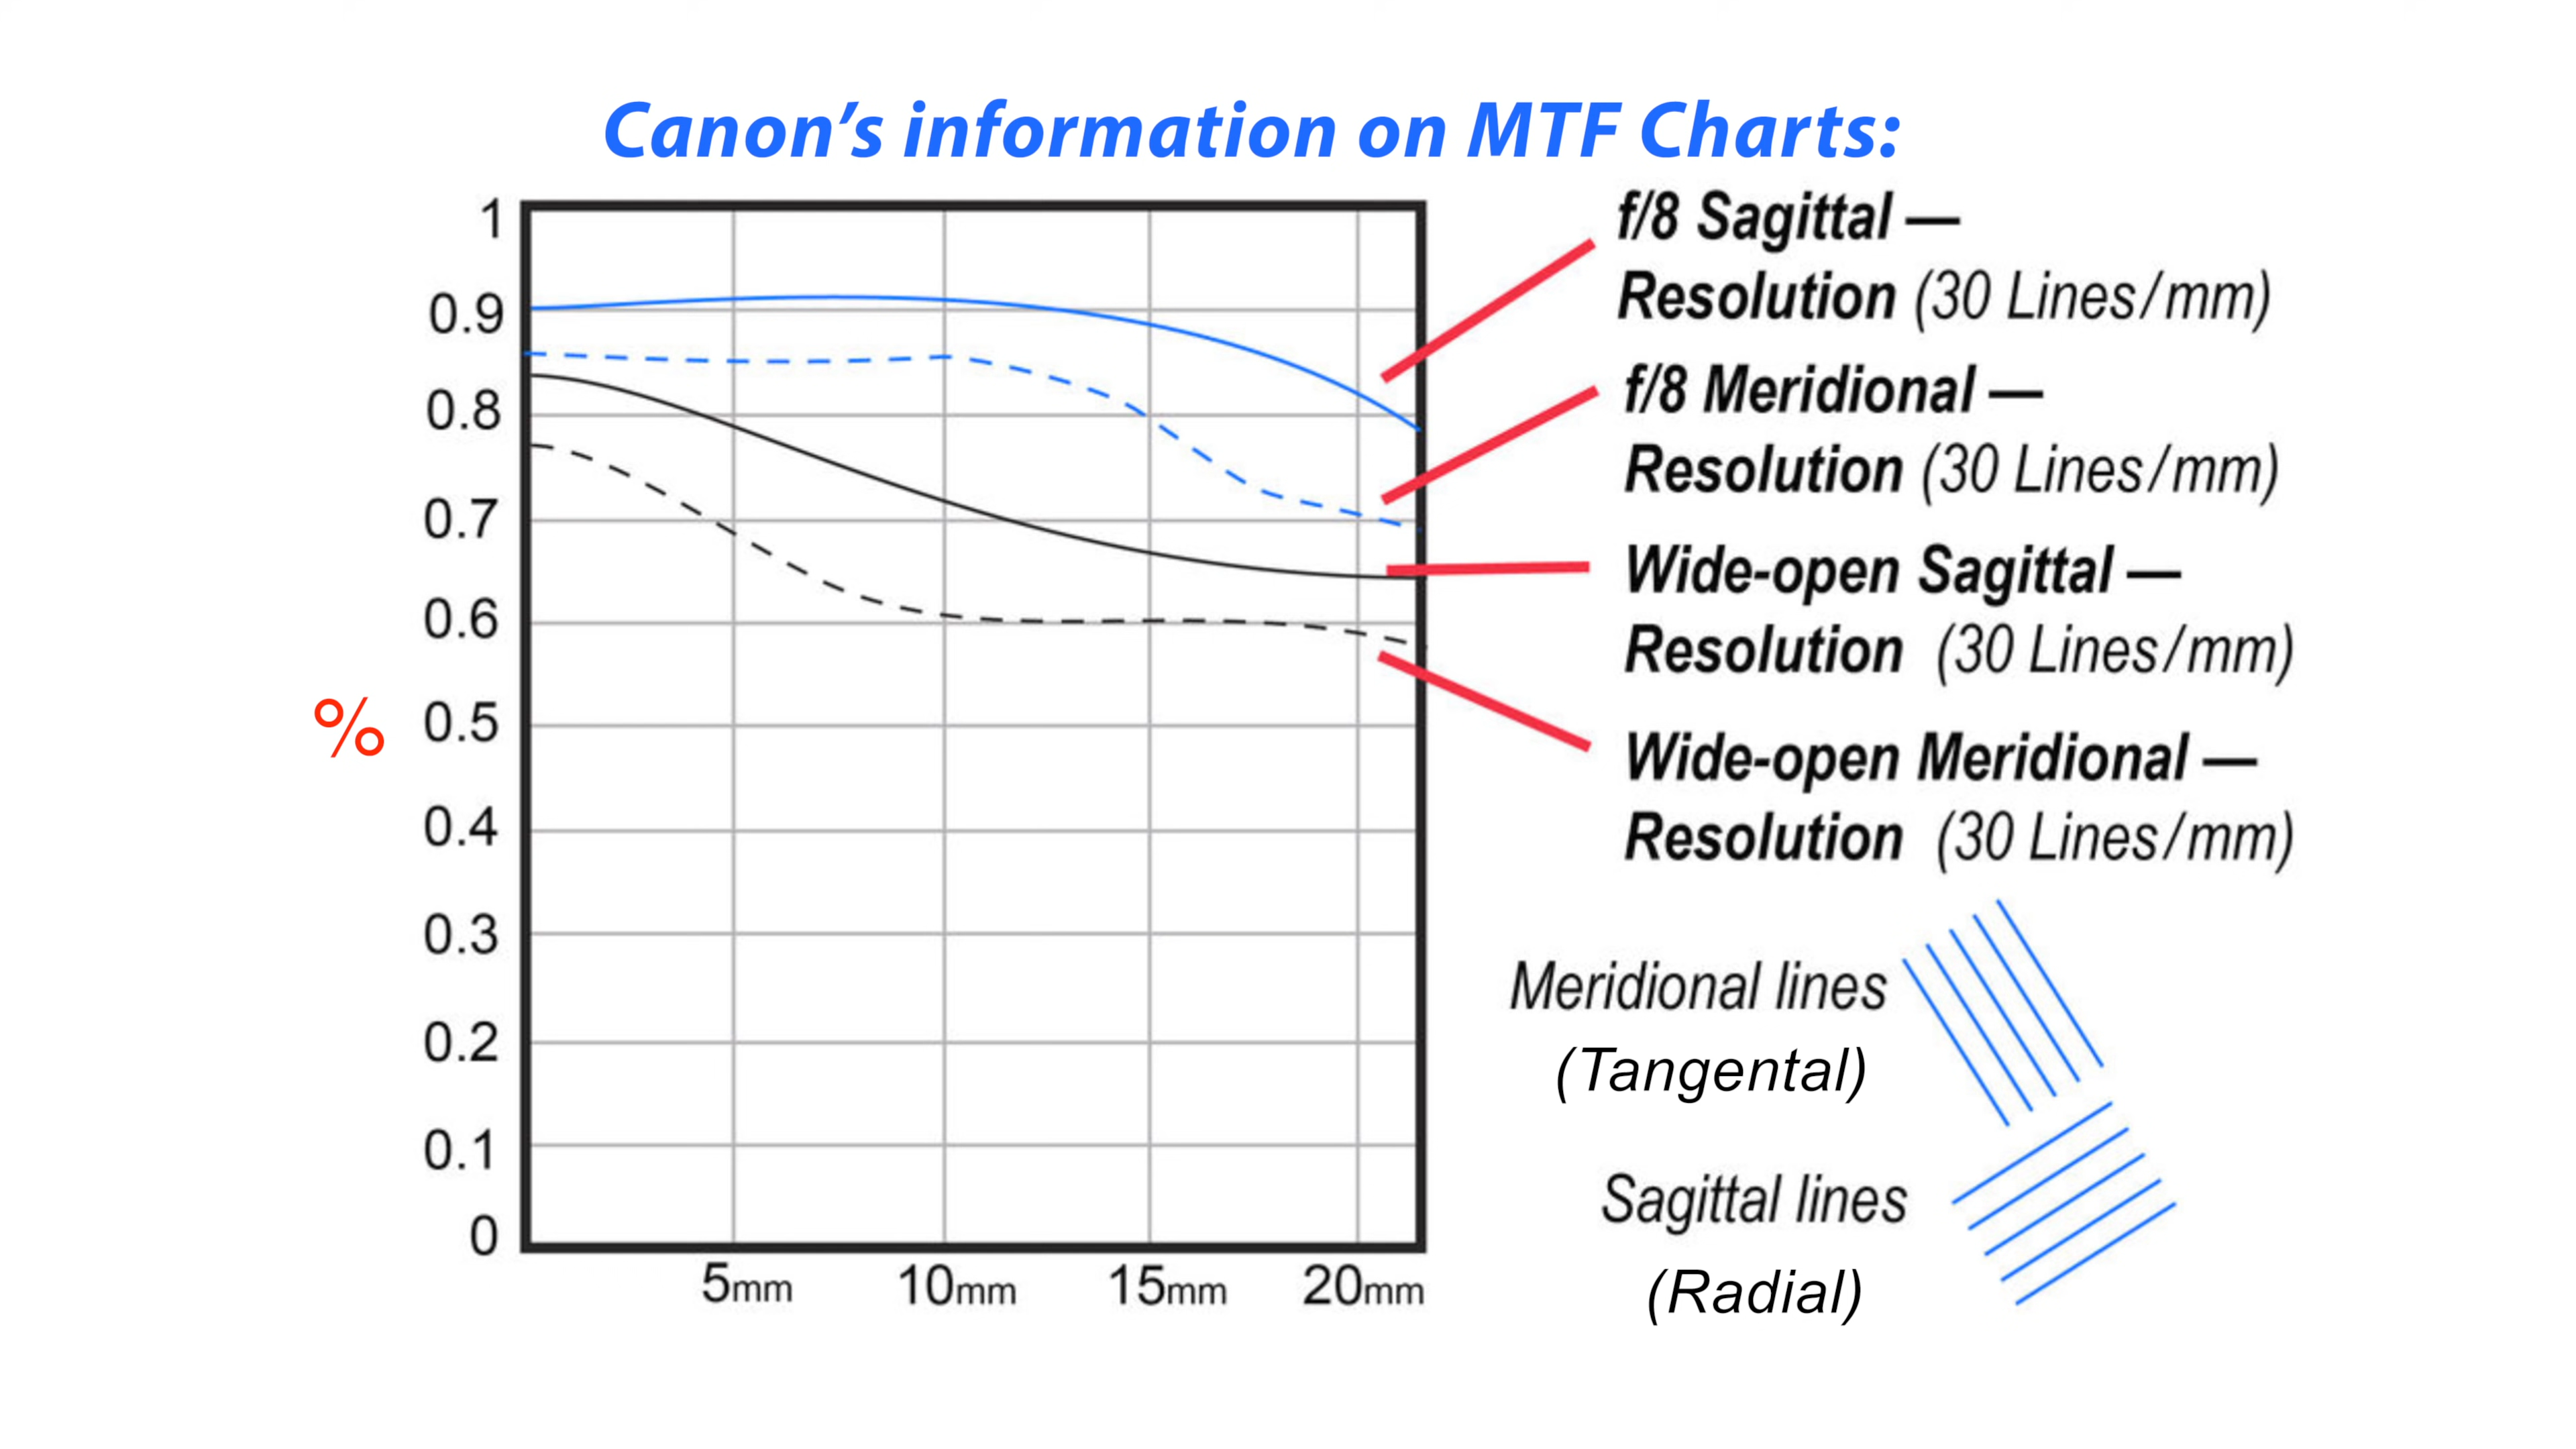 Canon’s information on MTF Charts:
1
0.9
0.8
0.7
0.6
0.5
0.4
0.3
0.2
0.1
0
%
5mm
10mm
15mm
20mm
f/8 Sagittal —
Resolution (30 Lines/mm)
f/8 Meridional —
Resolution (30 Lines/mm)
Wide-open Sagittal —
Resolution (30 Lines/mm)
Wide-open Meridional —
Resolution (30 Lines/mm)
Meridional lines
(Tangental)
Sagittal lines
(Radial)